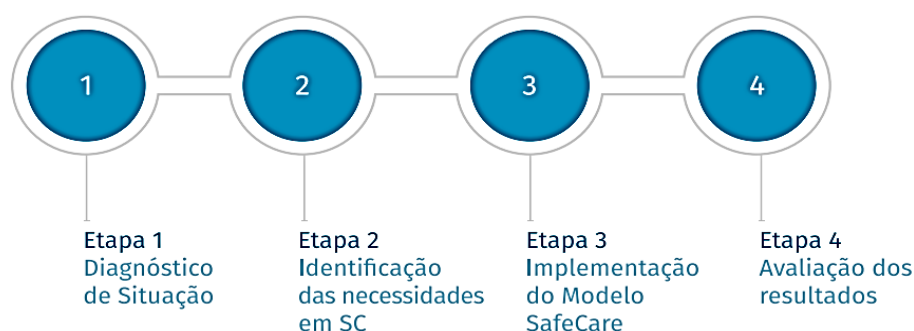 1
2
3
4
Etapa 1
Diagnóstico
de Situação
Etapa 2
Identificação
das necessidades
em SC
Etapa 3
Implementação
do Modelo
SafeCare
Etapa 4
Avaliação dos
resultados